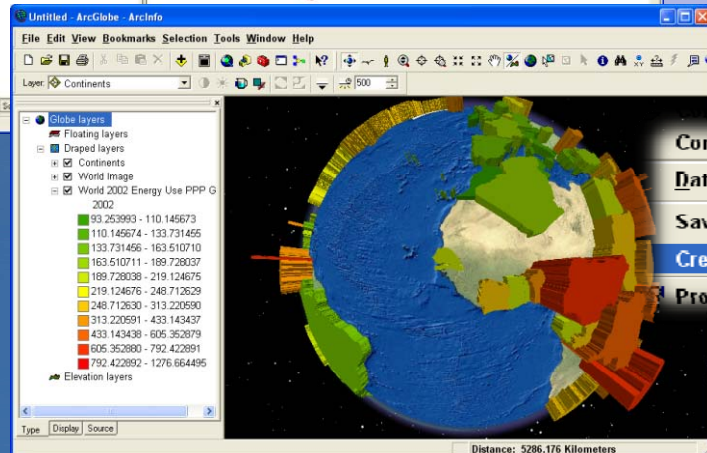 Untitled - ArcGlobe - ArcInfo
File Edit View Bookmarks Selection Tools Window Help
Layer: Continents 500
Globe layers
Floating layers
Draped layers
Continents
World Image
World 2002 Energy Use PPP G
2002
93.253993 - 110.145673
110.145674 - 133.731455
133.731456 - 163.510710
163.510711 - 189.728037
189.728038 - 219.124675
219.124676 - 248.712629
248.712630 - 313.220590
313.220591 - 433.143437
433.143438 - 605.352879
605.352880 - 792.422891
792.422892 - 1276.664495
Elevation layers
Type Display Source
Distance: 5286.176 Kilometers
Dat
Sav
Cre
Pro